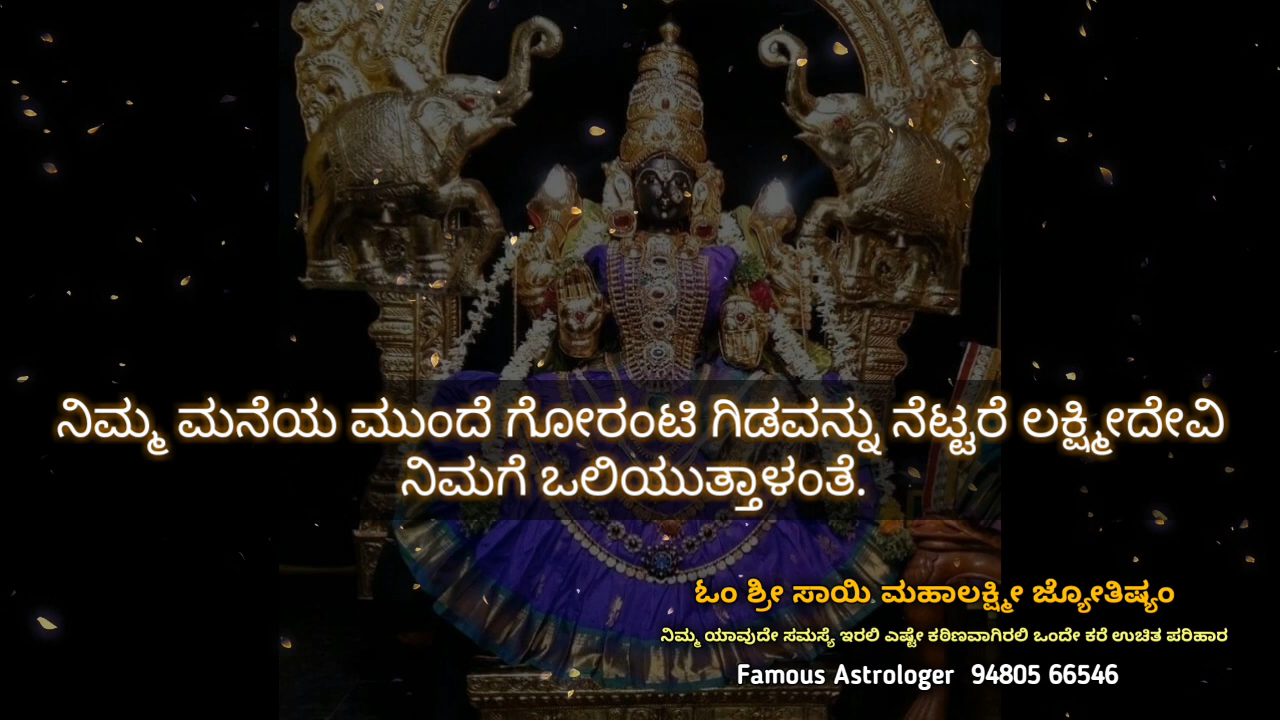 ನಿಮ್ಮ ಮನೆಯ ಮುಂದೆ ಗೋರಂಟಿ ಗಿಡವನ್ನು ನೆಟ್ಟರೆ ಲಕ್ಷ್ಮೀದೇವಿ
ನಿಮಗೆ ಒಲಿಯುತ್ತಾಳಂತೆ.
ಓಂ ಶ್ರೀ ಸಾಯಿ ಮಹಾಲಕ್ಷ್ಮೀ ಜ್ಯೋತಿಷ್ಯಂ
ನಿಮ್ಮ ಯಾವುದೇ ಸಮಸ್ಯೆ ಇರಲಿ ಎಷ್ಟೇ ಕಠಿಣವಾಗಿರಲಿ ಒಂದೇ ಕರೆ ಉಚಿತ ಪರಿಹಾರ
Famous Astrologer 94805 66546